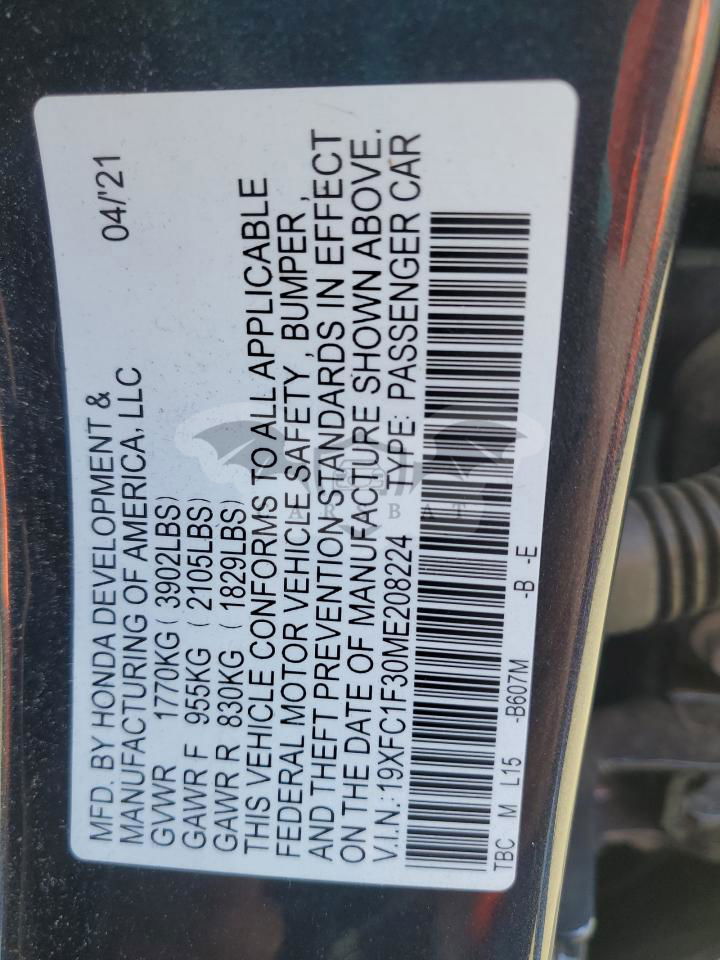 04/'21
MFD. BY HONDA DEVELOPMENT &
MANUFACTURING OF AMERICA, LLC
GVWR 1770KG ( 3902LBS)
GAWR F 955KG ( 2105LBS)
GAWR R 830KG ( 1829LBS)
THIS VEHICLE CONFORMS TO ALL APPLICABLE
FEDERAL MOTOR VEHICLE SAFETY , BUMPER ,
AND THEFT PREVENTION STANDARDS IN EFFECT
ON THE DATE OF MANUFACTURE SHOWN ABOVE.
V.I.N.: 19XFC1F30ME208224 TYPE: PASSENGER CAR
TBC M L15 -B607M -B -E
ARSBAT